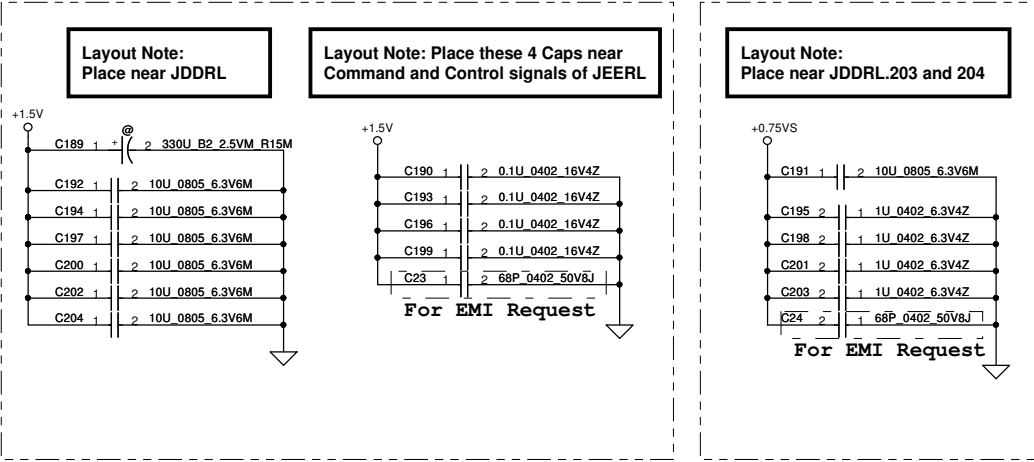 Layout Note:
Place near JDDRL
+1.5V
@
C189 1 + 2 330U_B2_2.5VM_R15M
C192 1 2 10U_0805_6.3V6M
C194 1 2 10U_0805_6.3V6M
C197 1 2 10U_0805_6.3V6M
C200 1 2 10U_0805_6.3V6M
C202 1 2 10U_0805_6.3V6M
C204 1 2 10U_0805_6.3V6M
Layout Note: Place these 4 Caps near
Command and Control signals of JEERL
+1.5V
C190 1 2 0.1U_0402_16V4Z
C193 1 2 0.1U_0402_16V4Z
C196 1 2 0.1U_0402_16V4Z
C199 1 2 0.1U_0402_16V4Z
C23 1 2 68P_0402_50V8J
For EMI Request
Layout Note:
Place near JDDRL.203 and 204
+0.75VS
C191 1 2 10U_0805_6.3V6M
C195 2 1 1U_0402_6.3V4Z
C198 2 1 1U_0402_6.3V4Z
C201 2 1 1U_0402_6.3V4Z
C203 2 1 1U_0402_6.3V4Z
C24 2 1 68P_0402_50V8J
For EMI Request